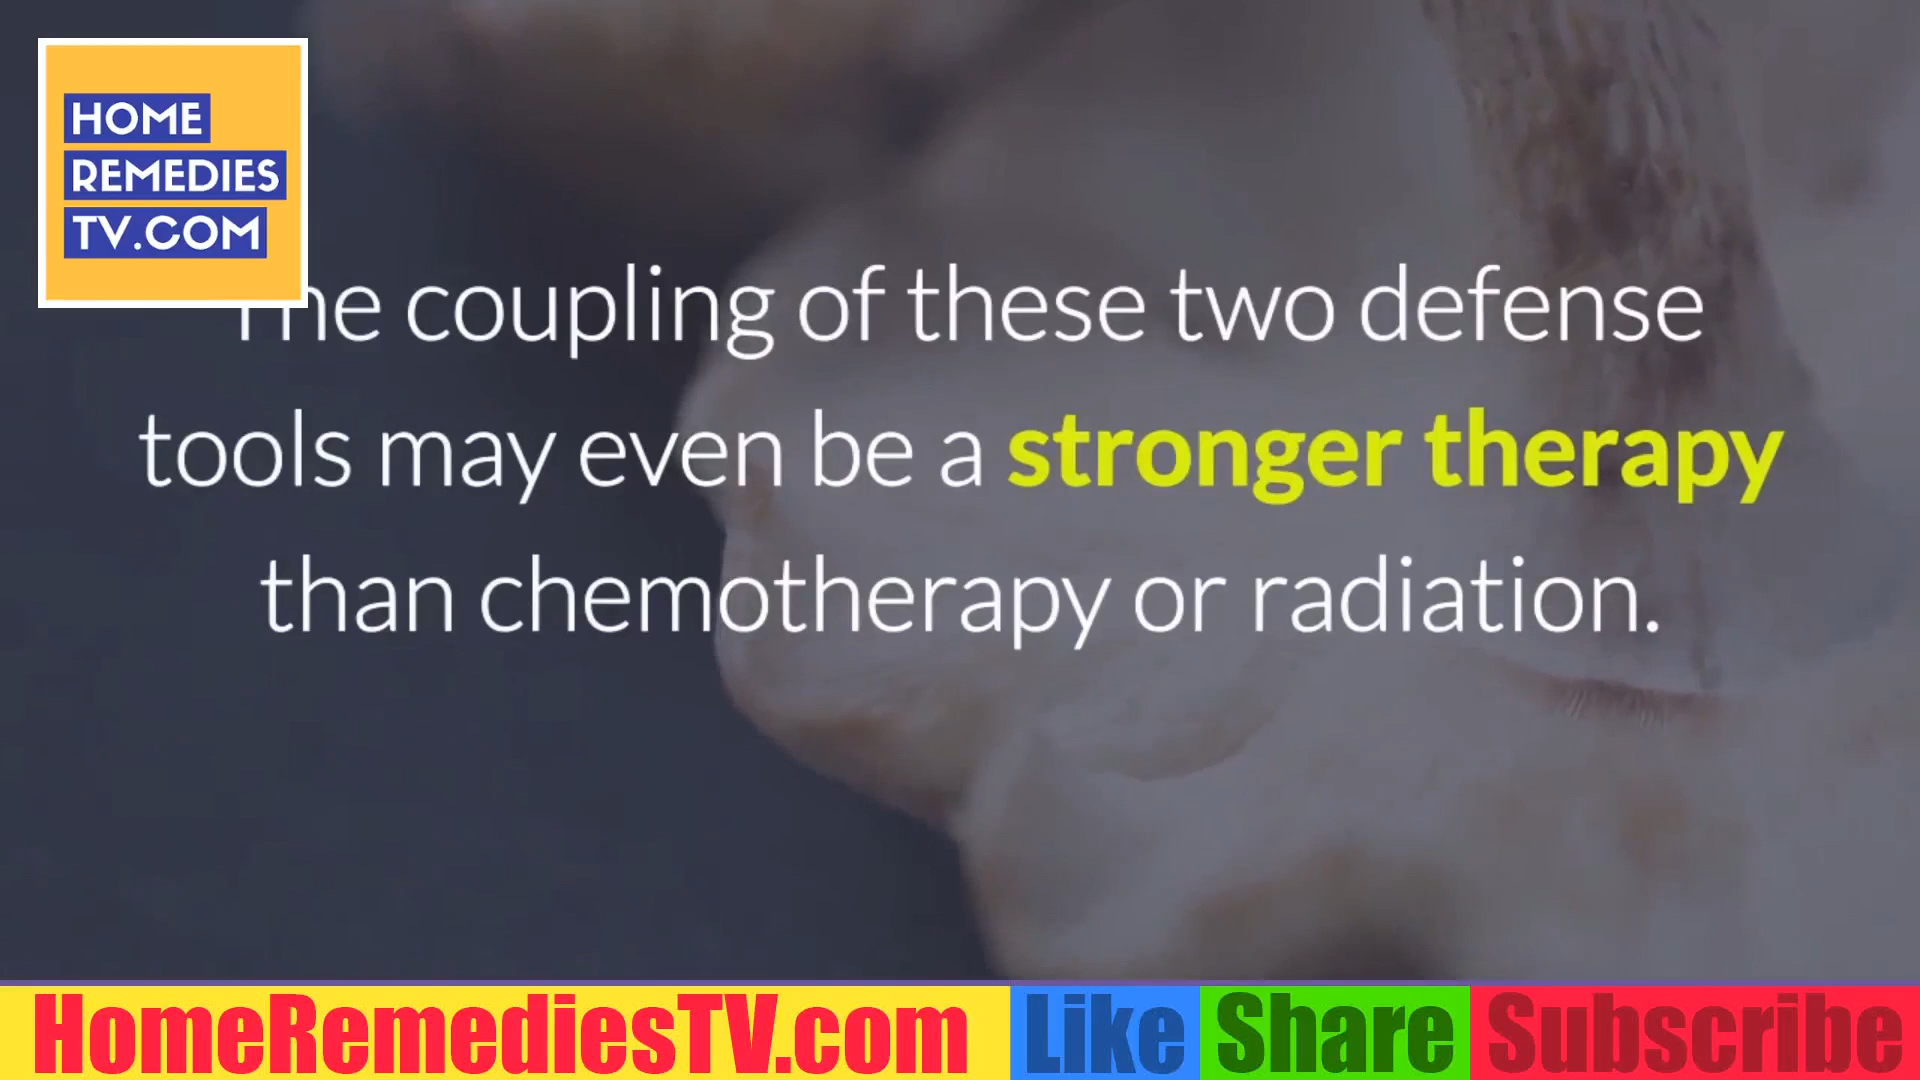 HOME
REMEDIES
TV.COM
The coupling of these two defense
tools may even be a stronger therapy
than chemotherapy or radiation.
HomeRemediesTV.com Like Share Subscribe